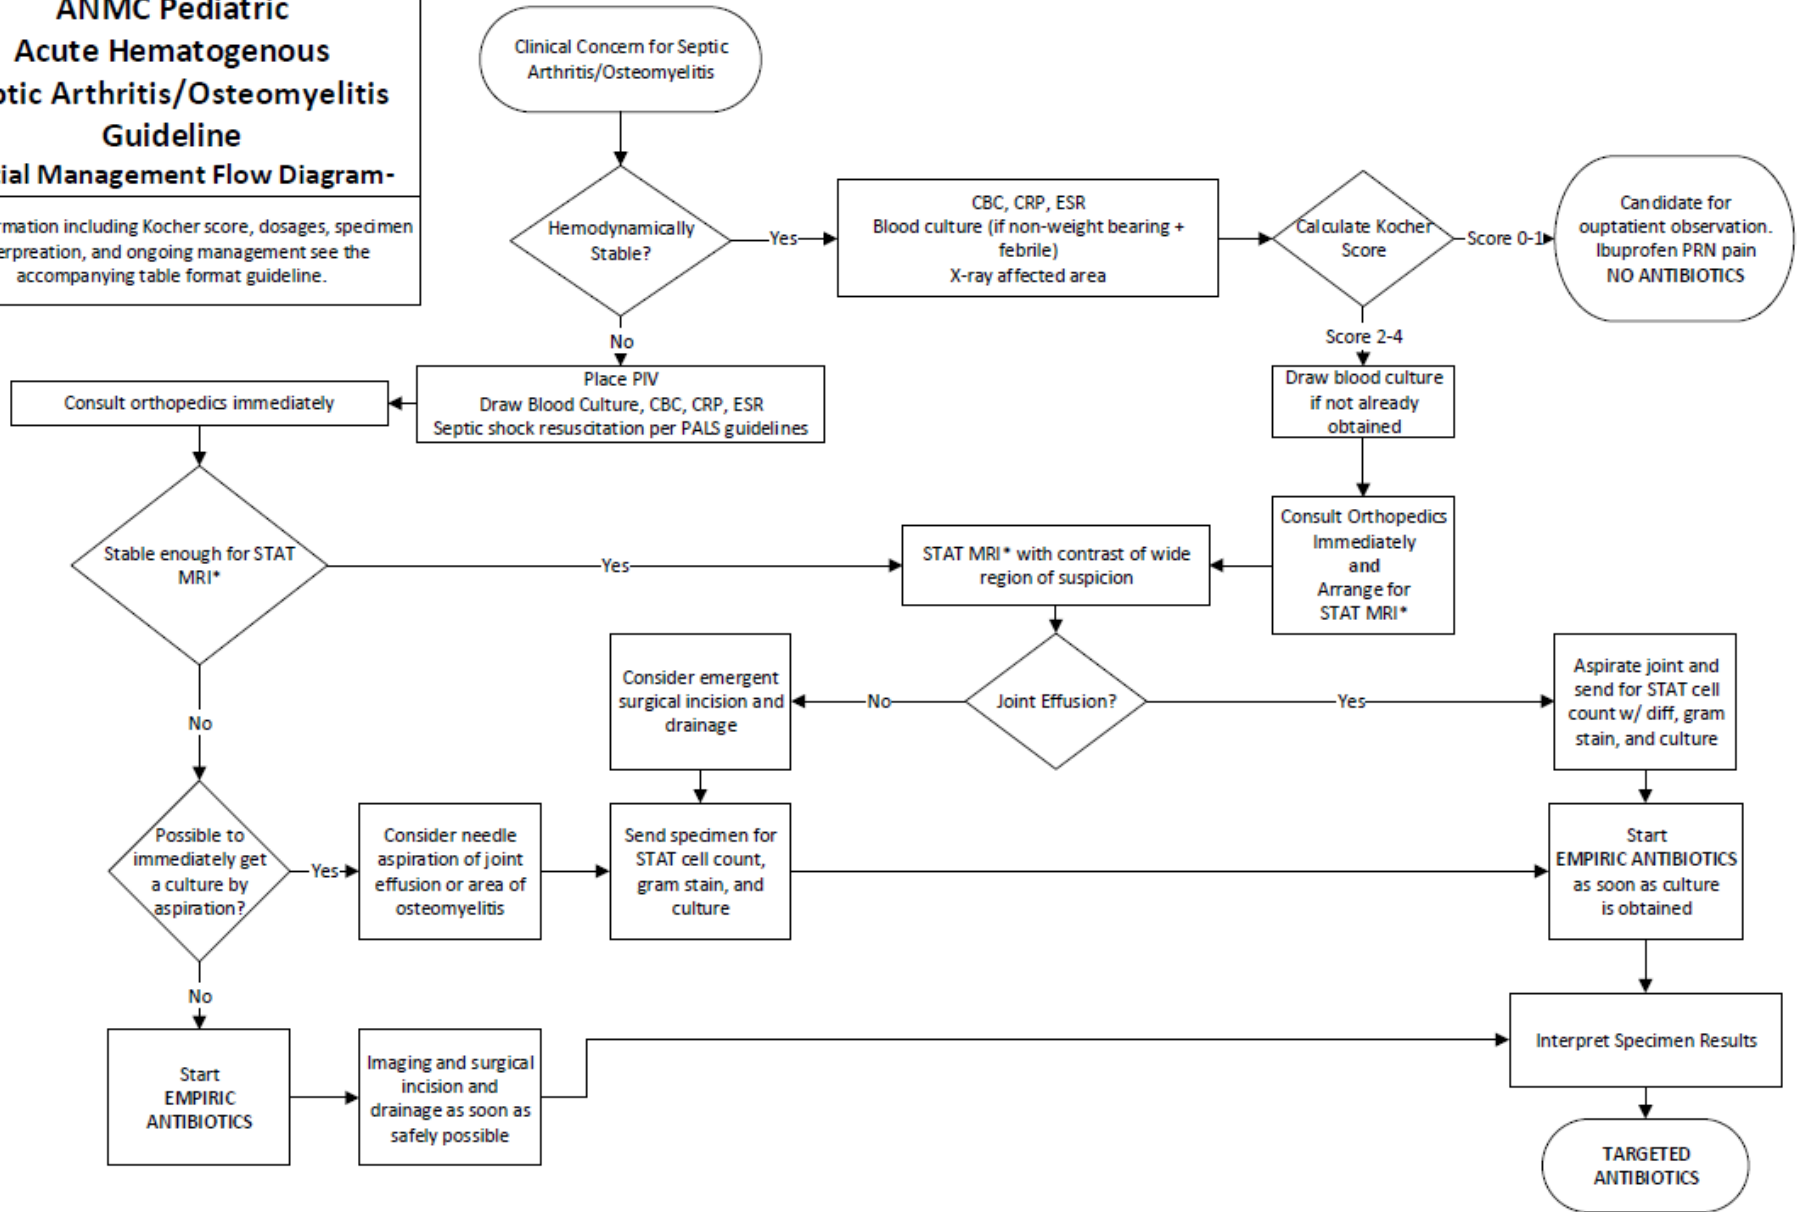 ANMC Pediatric
Acute Hematogenous
ptic Arthritis/Osteomyelitis
Guideline
ial Management Flow Diagram-
rmation including Kocher score, dosages, specimen
erpreation, and ongoing management see the
accompanying table format guideline.
Clinical Concern for Septic
Arthritis/Osteomyelitis
Hemodynamically
Stable?
Yes
CBC, CRP, ESR
Blood culture (if non-weight bearing +
febrile)
X-ray affected area
Calculate Kocher
Score
Score 0-1
Candidate for
ouptatient observation.
Ibuprofen PRN pain
NO ANTIBIOTICS
No
Score 2-4
Place PIV
Draw Blood Culture, CBC, CRP, ESR
Septic shock resuscitation per PALS guidelines
Consult orthopedics immediately
Draw blood culture
if not already
obtained
Consult Orthopedics
Immediately
and
Arrange for
STAT MRI*
Stable enough for STAT
MRI*
Yes
STAT MRI* with contrast of wide
region of suspicion
No
Joint Effusion?
No
Consider emergent
surgical incision and
drainage
Yes
Aspirate joint and
send for STAT cell
count w/ diff, gram
stain, and culture
Possible to
immediately get
a culture by
aspiration?
Yes
Consider needle
aspiration of joint
effusion or area of
osteomyelitis
Send specimen for
STAT cell count,
gram stain, and
culture
Start
EMPIRIC ANTIBIOTICS
as soon as culture
is obtained
No
Start
EMPIRIC
ANTIBIOTICS
Imaging and surgical
incision and
drainage as soon as
safely possible
Interpret Specimen Results
TARGETED
ANTIBIOTICS